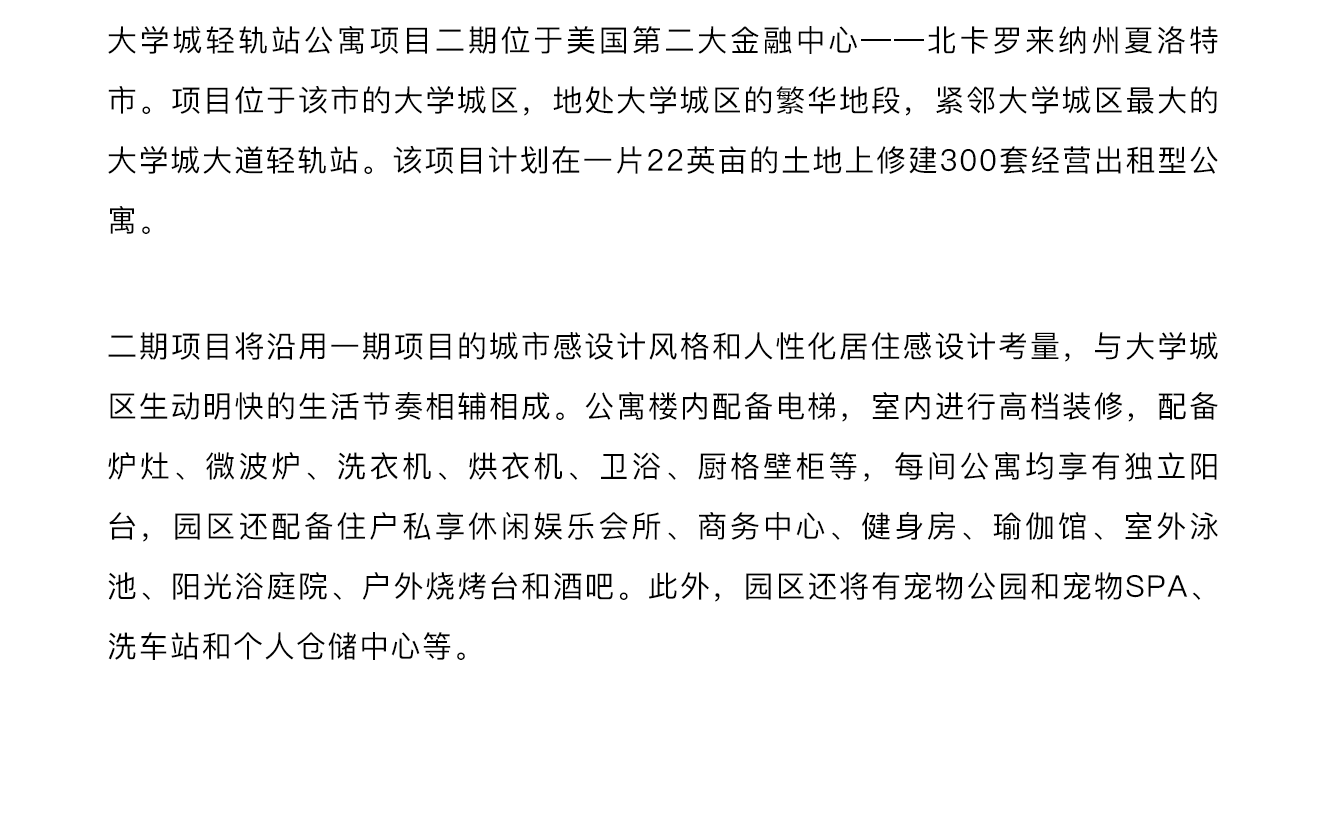 大学城轻轨站公寓项目二期位于美国第二大金融中心——北卡罗来纳州夏洛特
市。项目位于该市的大学城区，地处大学城区的繁华地段，紧邻大学城区最大的
大学城大道轻轨站。该项目计划在一片22英亩的土地上修建300套经营出租型公
寓。
二期项目将沿用一期项目的城市感设计风格和人性化居住感设计考量，与大学城
区生动明快的生活节奏相辅相成。公寓楼内配备电梯，室内进行高档装修，配备
炉灶、微波炉、洗衣机、烘衣机、卫浴、厨格壁柜等，每间公寓均享有独立阳
台，园区还配备住户私享休闲娱乐会所、商务中心、健身房、瑜伽馆、室外泳
池、阳光浴庭院、户外烧烤台和酒吧。此外，园区还将有宠物公园和宠物SPA、
洗车站和个人仓储中心等。